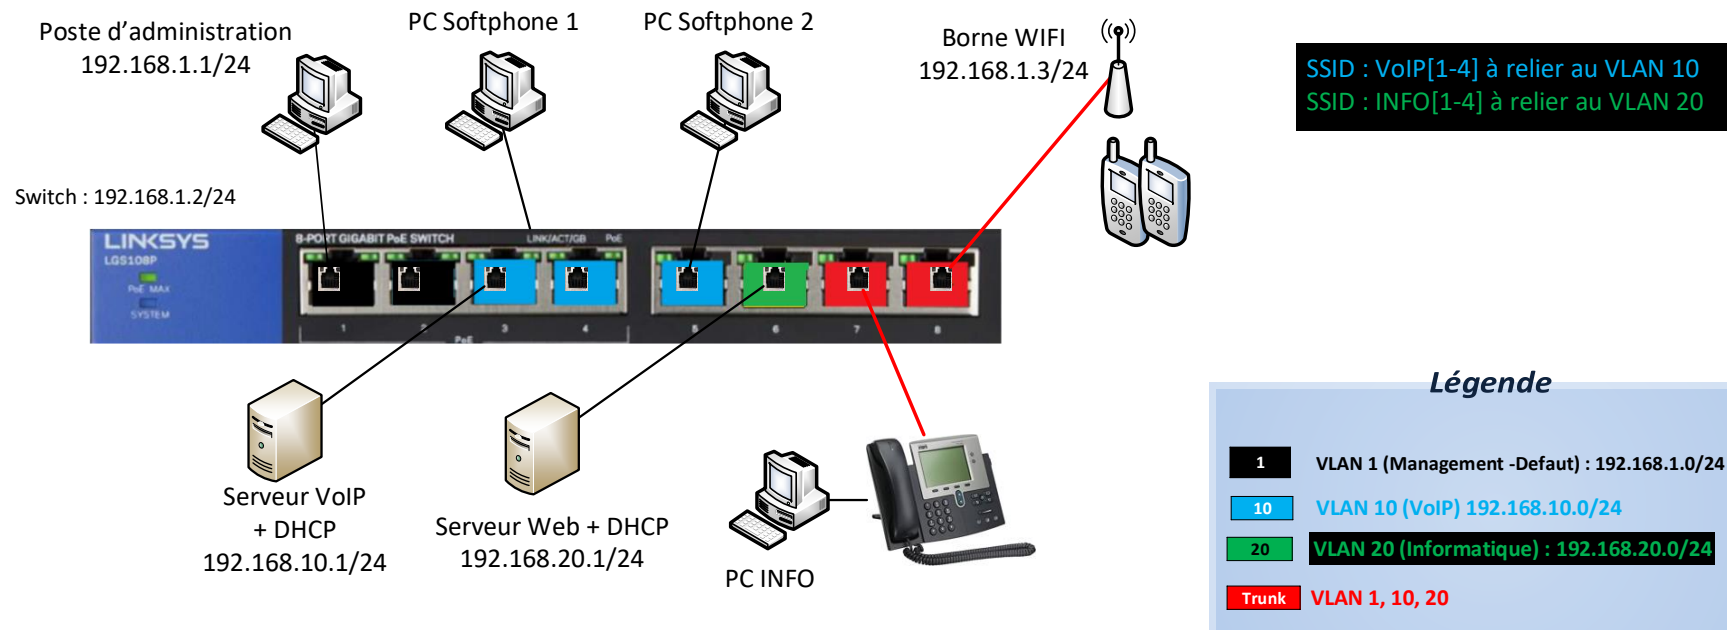 Poste d’administration
192.168.1.1/24
PC Softphone 1
PC Softphone 2
Borne WIFI
192.168.1.3/24
SSID : VoIP[1-4] à relier au VLAN 10
SSID : INFO[1-4] à relier au VLAN 20
Switch : 192.168.1.2/24
LINKSYS
LGS108P
PoE MAX
SYSTEM
8-PORT GIGABIT PoE SWITCH
LINK/ACT/GB PoE
1 2 3 4 5 6 7 8
PoE
Serveur VoIP
+ DHCP
192.168.10.1/24
Serveur Web + DHCP
192.168.20.1/24
PC INFO
Légende
1 VLAN 1 (Management -Defaut) : 192.168.1.0/24
10 VLAN 10 (VoIP) 192.168.10.0/24
20 VLAN 20 (Informatique) : 192.168.20.0/24
Trunk VLAN 1, 10, 20